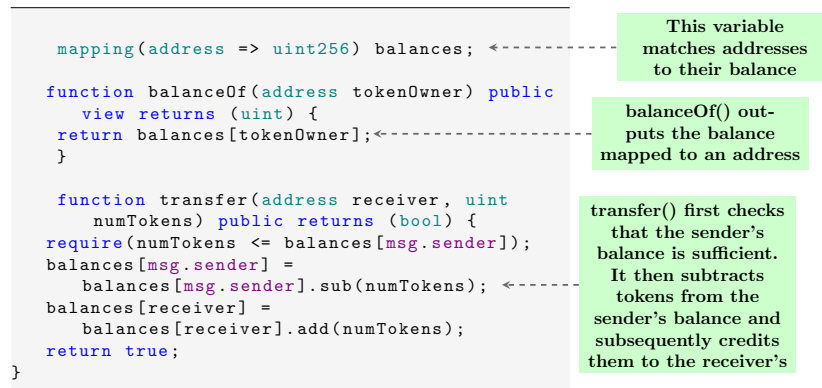 mapping(address => uint256) balances;
This variable
matches addresses
to their balance
function balanceOf(address tokenOwner) public
view returns (uint) {
return balances[tokenOwner];
}
balanceOf() out-
puts the balance
mapped to an address
function transfer(address receiver, uint
numTokens) public returns (bool) {
require(numTokens <= balances[msg.sender]);
balances[msg.sender] =
balances[msg.sender].sub(numTokens);
balances[receiver] =
balances[receiver].add(numTokens);
return true;
}
transfer() first checks
that the sender's
balance is sufficient.
It then subtracts
tokens from the
sender's balance and
subsequently credits
them to the receiver's